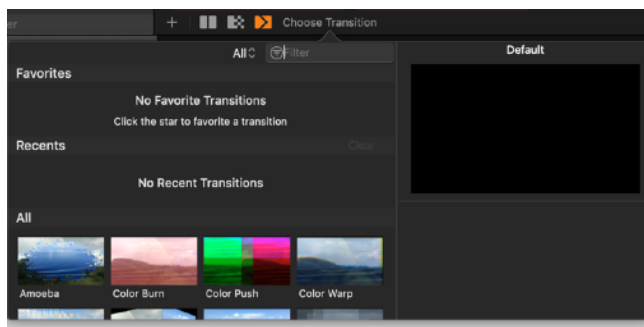 er
Choose Transition
All
Filter
Default
Favorites
No Favorite Transitions
Click the star to favorite a transition
Recents
Clear
No Recent Transitions
All
Amoeba
Color Burn
Color Push
Color Warp